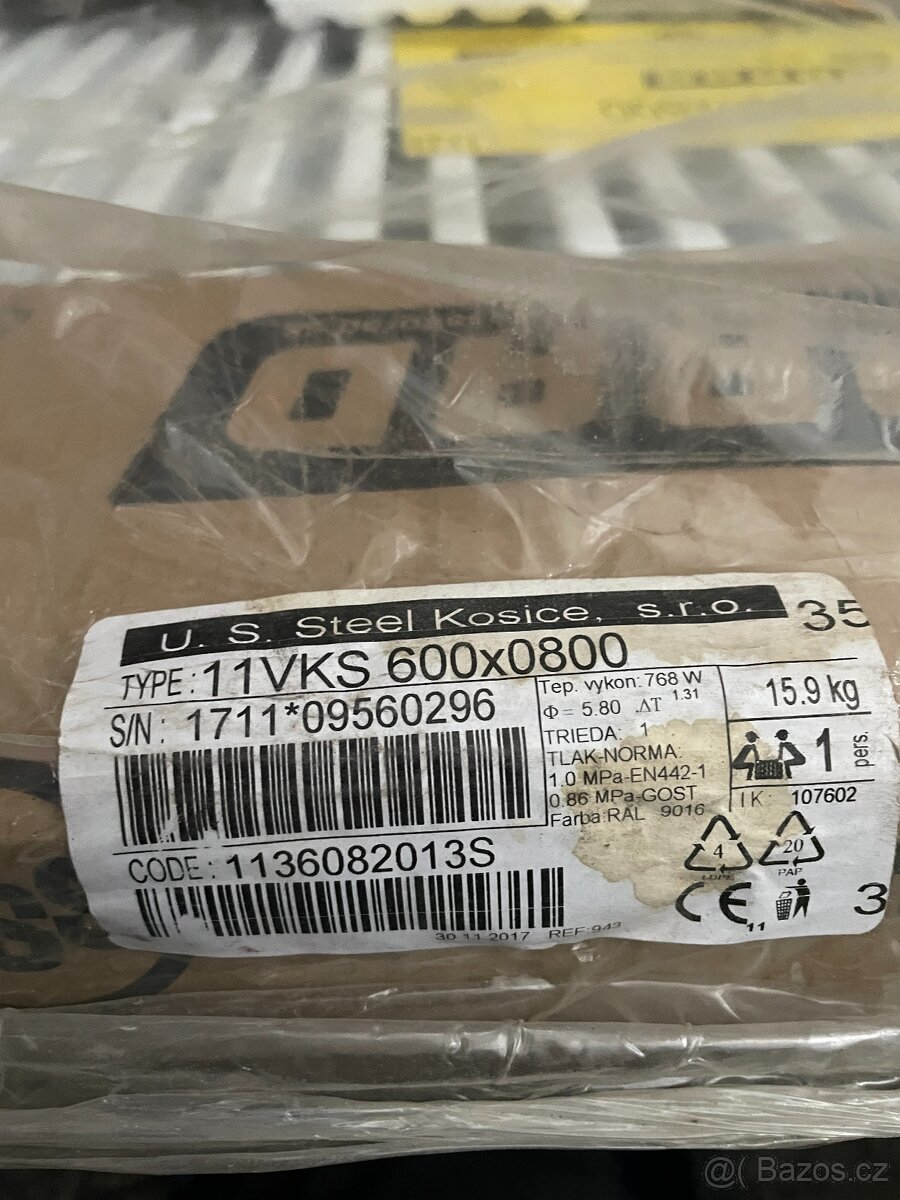 U. S. Steel Kosice, s.r.o.
35
TYPE: 11VKS 600x0800
S/N: 1711*09560296
Tep. vykon: 768 W
Φ = 5.80 .ΔT 1.31
TRIEDA: 1
TLAK-NORMA:
1,0 MPa-EN442-1
0.86 MPa-GOST
Farba:RAL 9016
15.9 kg
1 pers.
IK: 107602
CODE: 1136082013S
4
LDPE
20
PAP
CE
11
3
30.11.2017 REF:943
@( Bazos.cz